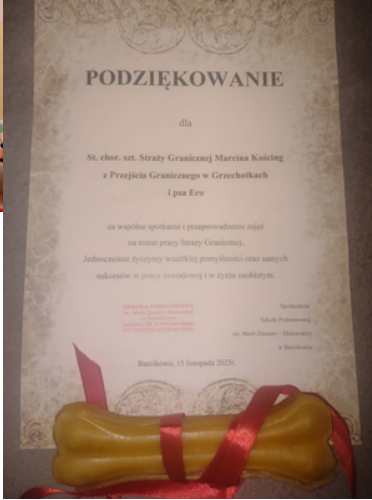 PODZIĘKOWANIE
dla
St. chor. szt. Straży Granicznej Marcina Kościng
z Przejścia Granicznego w Grzechotkach
i psa Ero
za wspólne spotkanie i przeprowadzenie zajęć
na temat pracy Straży Granicznej.
Jednocześnie życzymy wszelkiej pomyślności oraz samych
sukcesów w pracy zawodowej i w życiu osobistym.
SZKOŁA PODSTAWOWA
Społeczność
Szkoły Podstawowej
im. Marii Zientary - Malewskiej
w Barcikowie
Barcikowo, 15 listopada 2023r.